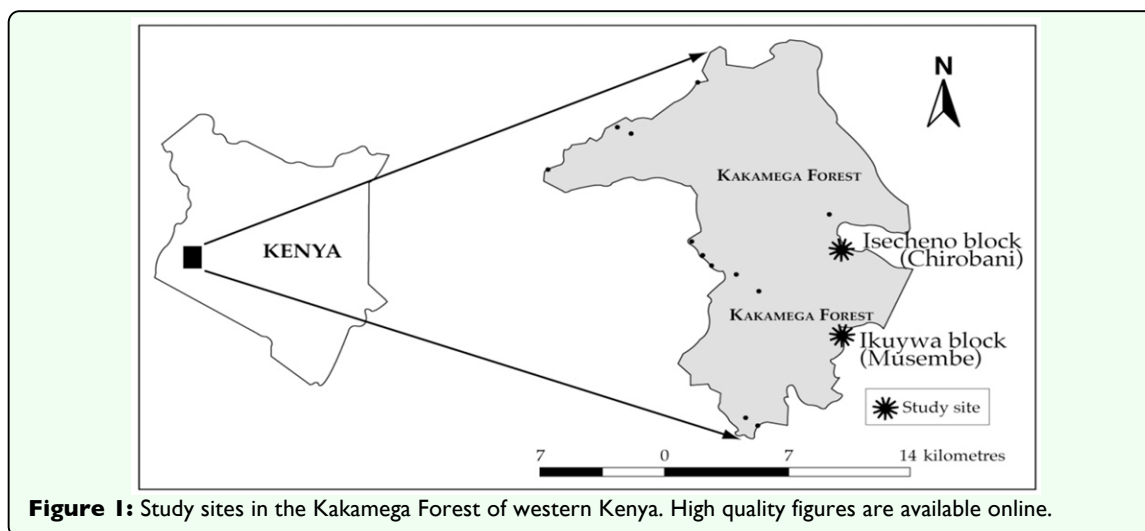 N
KAKAMEGA FOREST
KENYA
Isecheno block
(Chirobani)
KAKAMEGA FOREST
Ikuywa block
(Musembe)
Study site
7 0 7 14 kilometres
Figure 1: Study sites in the Kakamega Forest of western Kenya. High quality figures are available online.